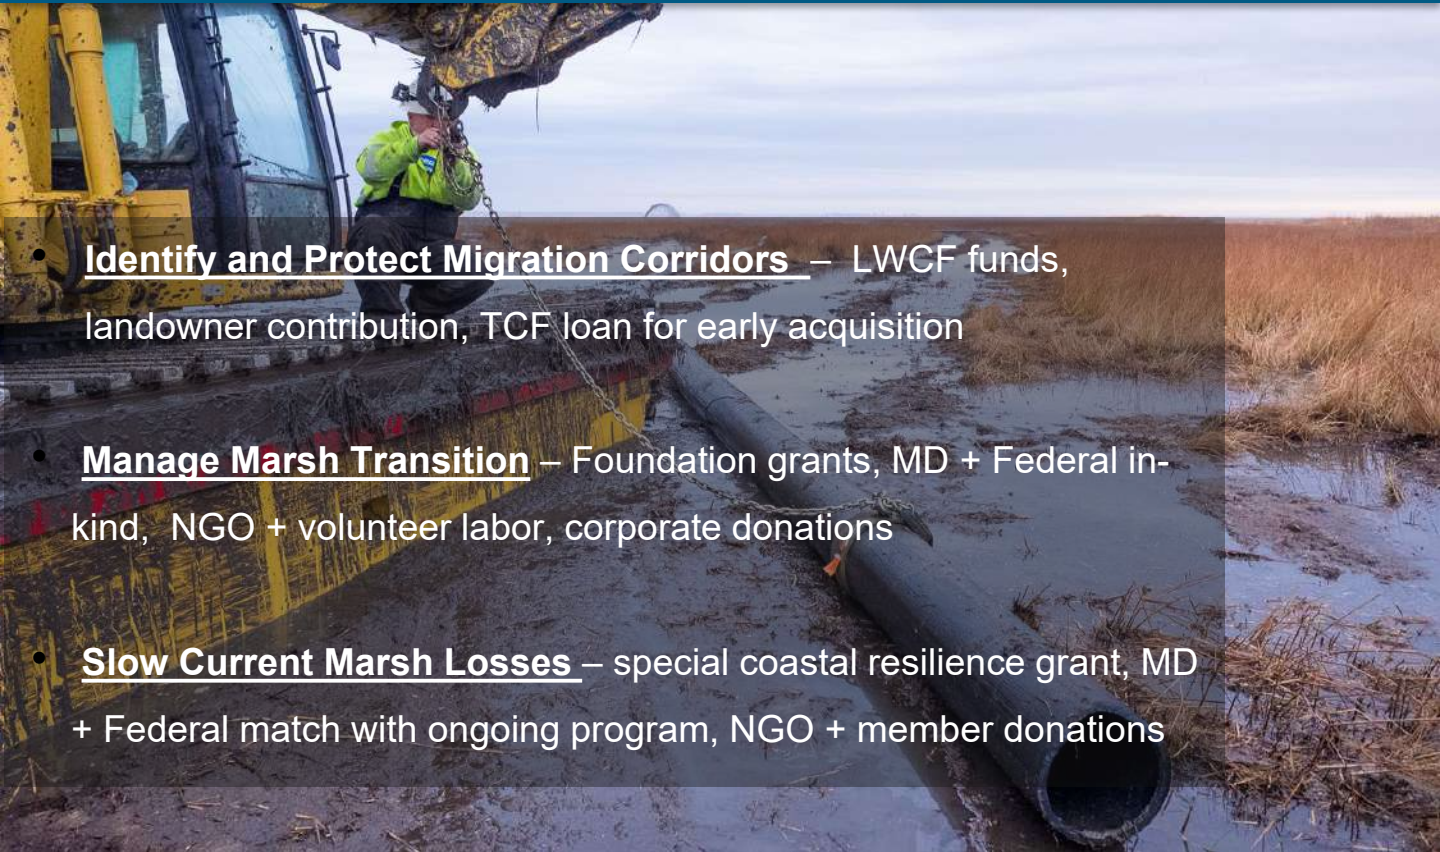 • Identify and Protect Migration Corridors – LWCF funds,
landowner contribution, TCF loan for early acquisition
• Manage Marsh Transition – Foundation grants, MD + Federal in-
kind, NGO + volunteer labor, corporate donations
• Slow Current Marsh Losses – special coastal resilience grant, MD
+ Federal match with ongoing program, NGO + member donations